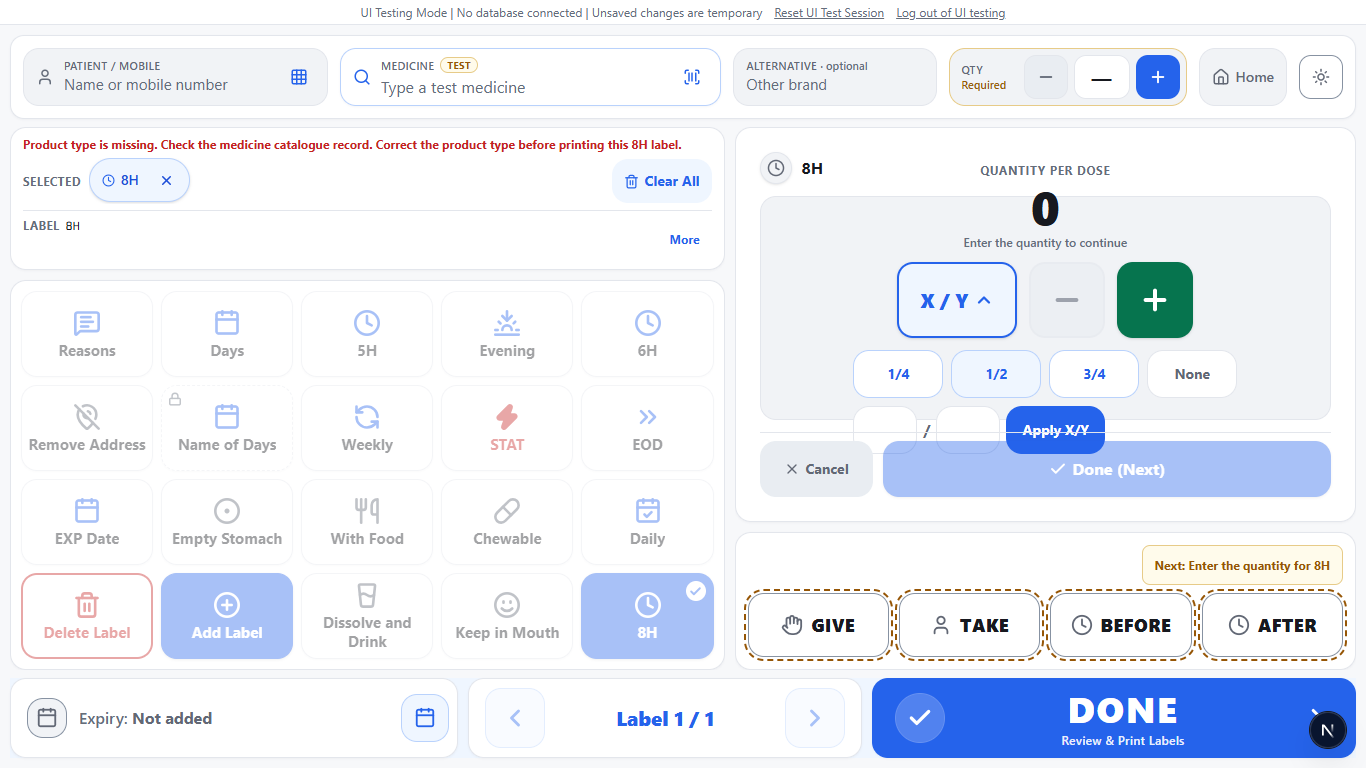 UI Testing Mode | No database connected | Unsaved changes are temporary Reset UI Test Session Log out of UI testing
PATIENT / MOBILE
Name or mobile number
MEDICINE TEST
Type a test medicine
ALTERNATIVE · optional
Other brand
QTY
Required
— 
Home
Product type is missing. Check the medicine catalogue record. Correct the product type before printing this 8H label.
SELECTED 8H Clear All
LABEL 8H
More
8H
QUANTITY PER DOSE
0
Enter the quantity to continue
X / Y
1/4 1/2 3/4 None
/ Apply X/Y
Cancel Done (Next)
Reasons Days 5H Evening 6H
Remove Address Name of Days Weekly STAT EOD
EXP Date Empty Stomach With Food Chewable Daily
Delete Label Add Label Dissolve and Drink Keep in Mouth 8H
Next: Enter the quantity for 8H
GIVE TAKE BEFORE AFTER
Expiry: Not added
Label 1 / 1
DONE
Review & Print Labels
N